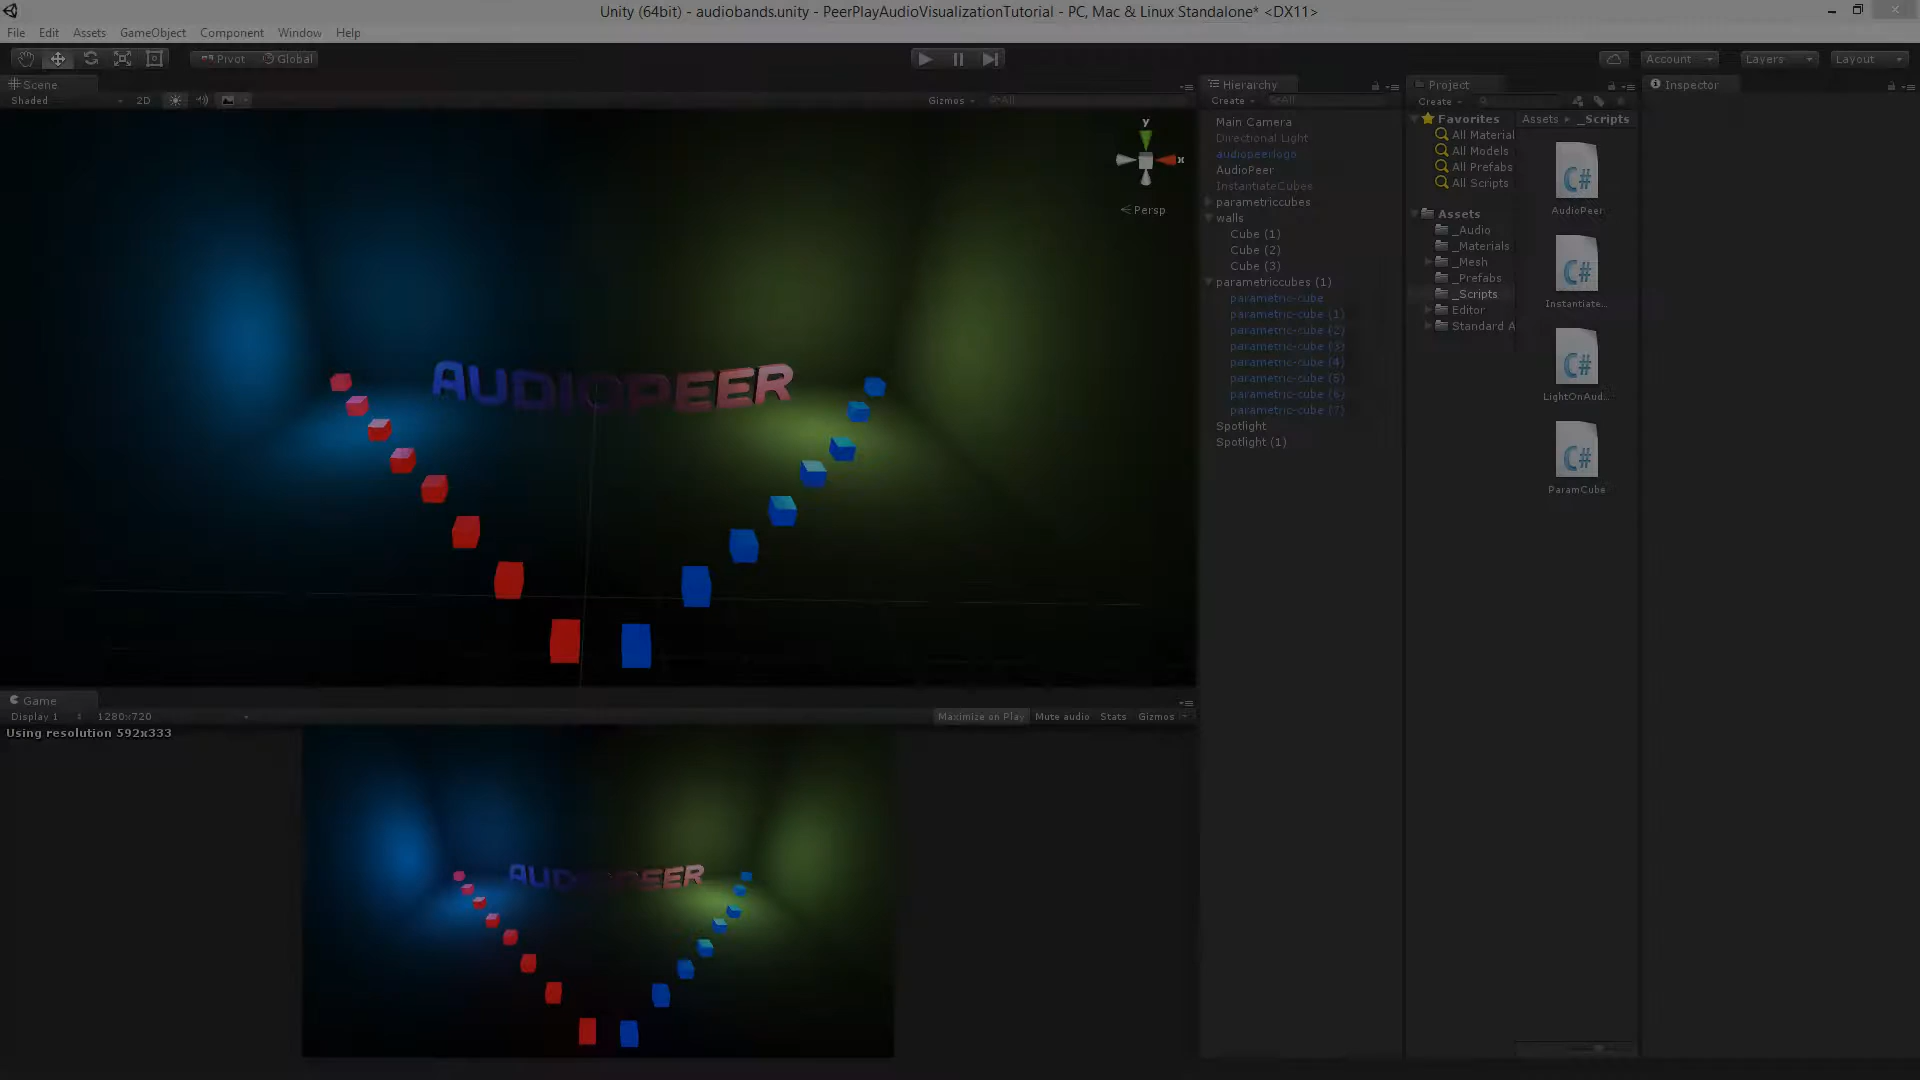 Unity (64bit) - audiobands.unity - PeerPlayAudioVisualizationTutorial - PC, Mac & Linux Standalone* <DX11>
File Edit Assets GameObject Component Window Help
Pivot Global
Account Layers Layout
Scene
Shaded 2D Gizmos All
y
x
Persp
AUDIOPEER
Game
Display 1 1280x720 Maximize on Play Mute audio Stats Gizmos
Using resolution 592x333
AUDIOPEER
Hierarchy
Create All
Main Camera
Directional Light
audiopeerlogo
AudioPeer
InstantiateCubes
parametriccubes
walls
Cube (1)
Cube (2)
Cube (3)
parametriccubes (1)
parametric-cube
parametric-cube (1)
parametric-cube (2)
parametric-cube (3)
parametric-cube (4)
parametric-cube (5)
parametric-cube (6)
parametric-cube (7)
Spotlight
Spotlight (1)
Project
Create
Favorites
All Material
All Models
All Prefabs
All Scripts
Assets
_Audio
_Materials
_Mesh
_Prefabs
_Scripts
Editor
Standard A
Assets _Scripts
C#
AudioPeer
C#
Instantiate...
C#
LightOnAud...
C#
ParamCube
Inspector